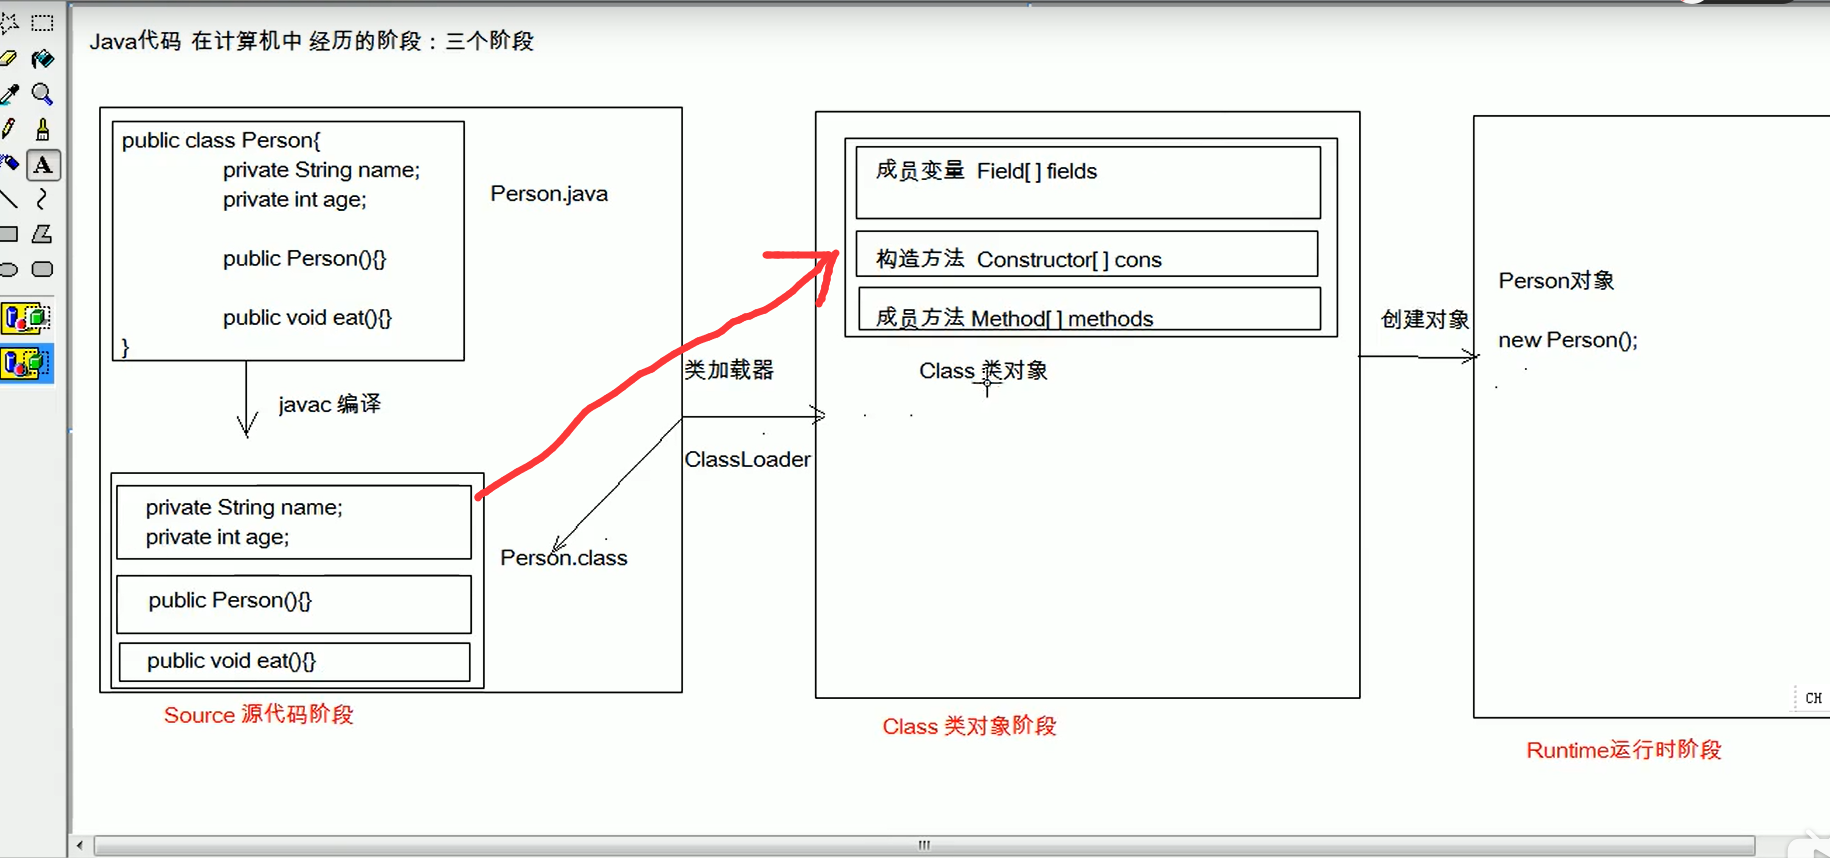 Java代码 在计算机中 经历的阶段：三个阶段
public class Person{
private String name;
private int age;
public Person(){}
public void eat(){}
}
Person.java
javac 编译
private String name;
private int age;
public Person(){}
public void eat(){}
Person.class
Source 源代码阶段
类加载器
ClassLoader
成员变量 Field[] fields
构造方法 Constructor[] cons
成员方法 Method[] methods
Class 类对象
Class 类对象阶段
创建对象
Person对象
new Person();
Runtime运行时阶段
A
CH